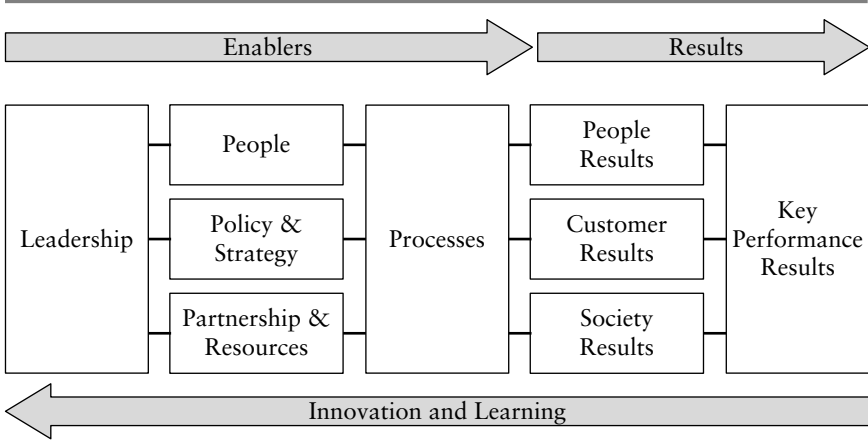 Enablers
Results
Leadership
People
Policy &
Strategy
Partnership &
Resources
Processes
People
Results
Customer
Results
Society
Results
Key
Performance
Results
Innovation and Learning